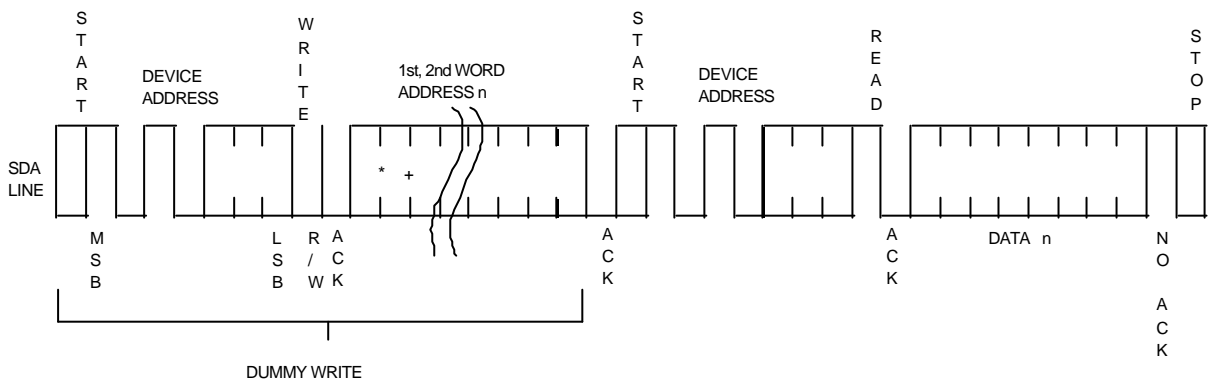 START
WRITE
START
READ
STOP
DEVICE
ADDRESS
1st, 2nd WORD
ADDRESS n
DEVICE
ADDRESS
SDA
LINE
* +
MSB
LSB
R/W
ACK
ACK
ACK
DATA n
NO ACK
DUMMY WRITE